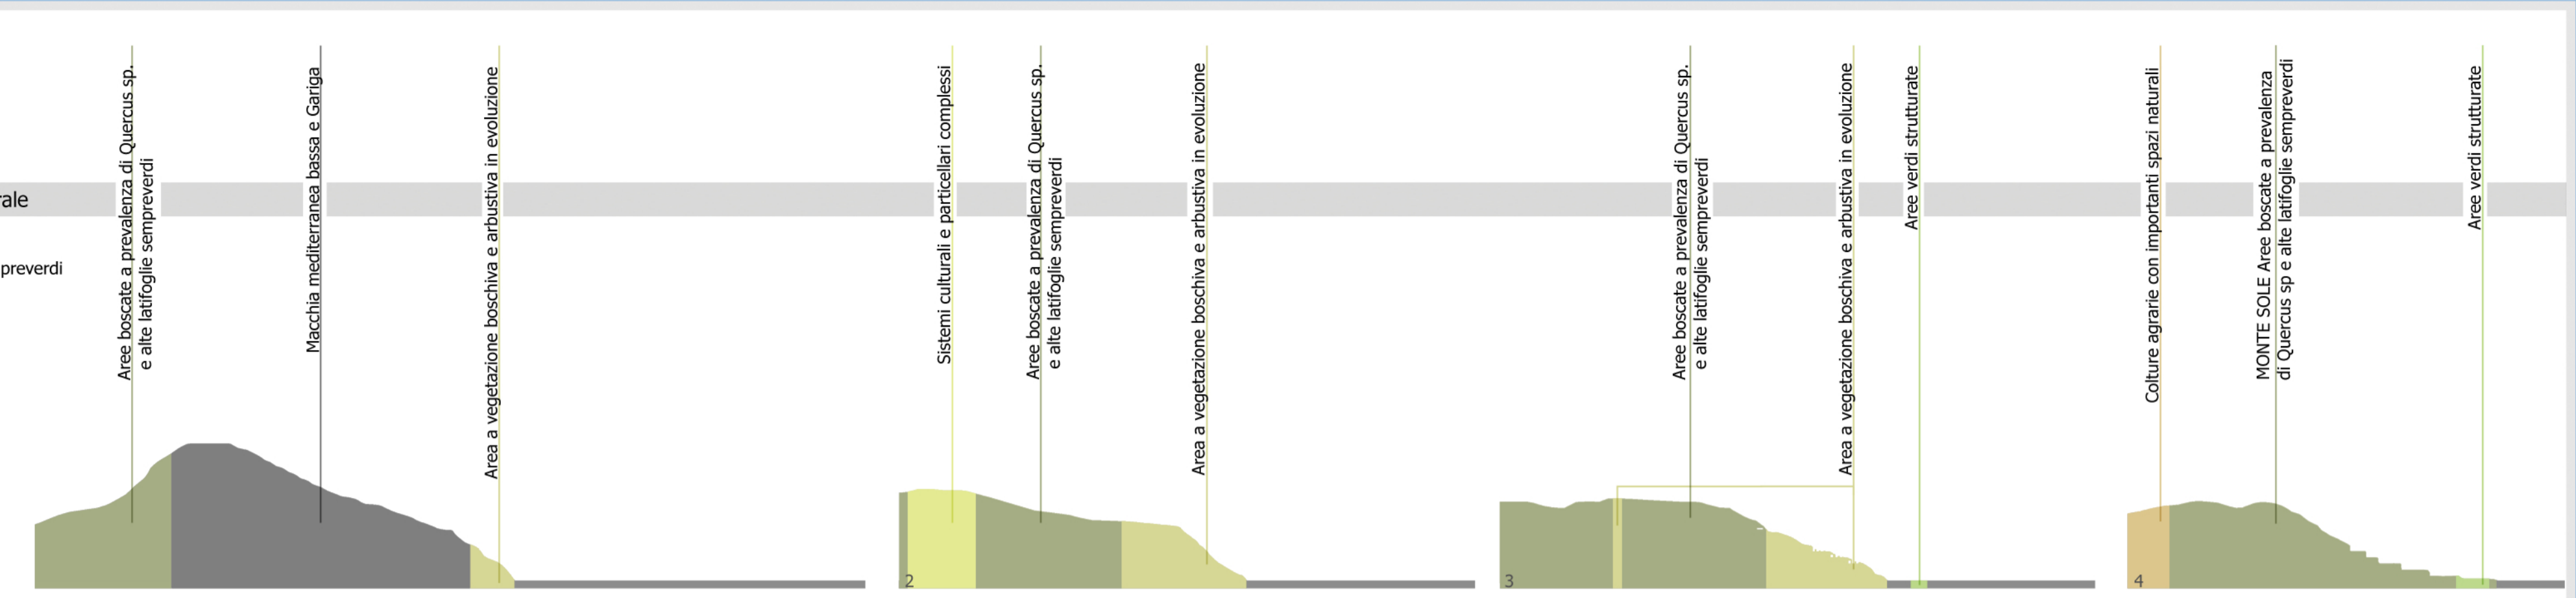 rale
preverdi
Aree boscate a prevalenza di Quercus sp.
e alte latifoglie sempreverdi
Macchia mediterranea bassa e Gariga
Area a vegetazione boschiva e arbustiva in evoluzione
Sistemi culturali e particellari complessi
Aree boscate a prevalenza di Quercus sp.
e alte latifoglie sempreverdi
Area a vegetazione boschiva e arbustiva in evoluzione
2
Aree boscate a prevalenza di Quercus sp.
e alte latifoglie sempreverdi
Area a vegetazione boschiva e arbustiva in evoluzione
Aree verdi strutturate
3
Colture agrarie con importanti spazi naturali
MONTE SOLE Aree boscate a prevalenza
di Quercus sp e alte latifoglie sempreverdi
Aree verdi strutturate
4